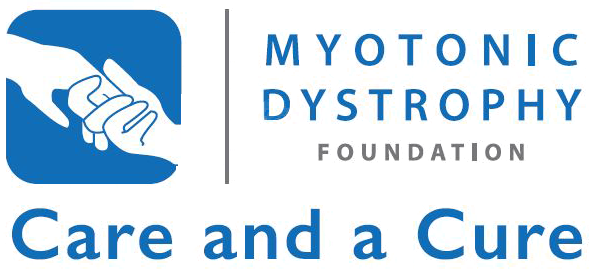 MYOTONIC
DYSTROPHY
FOUNDATION
Care and a Cure